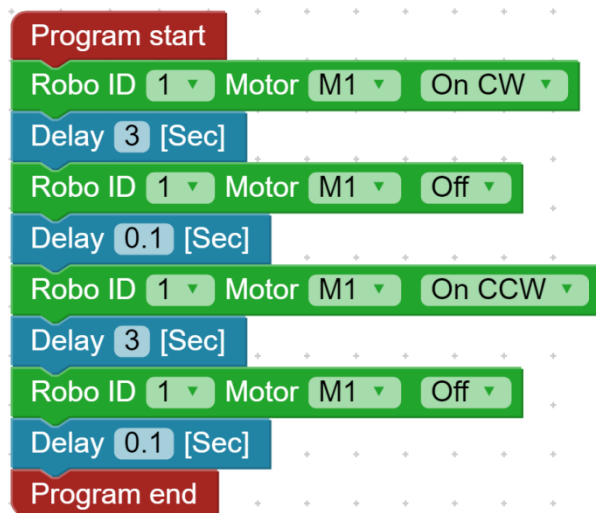 Program start
Robo ID 1 Motor M1 On CW
Delay 3 [Sec]
Robo ID 1 Motor M1 Off
Delay 0.1 [Sec]
Robo ID 1 Motor M1 On CCW
Delay 3 [Sec]
Robo ID 1 Motor M1 Off
Delay 0.1 [Sec]
Program end